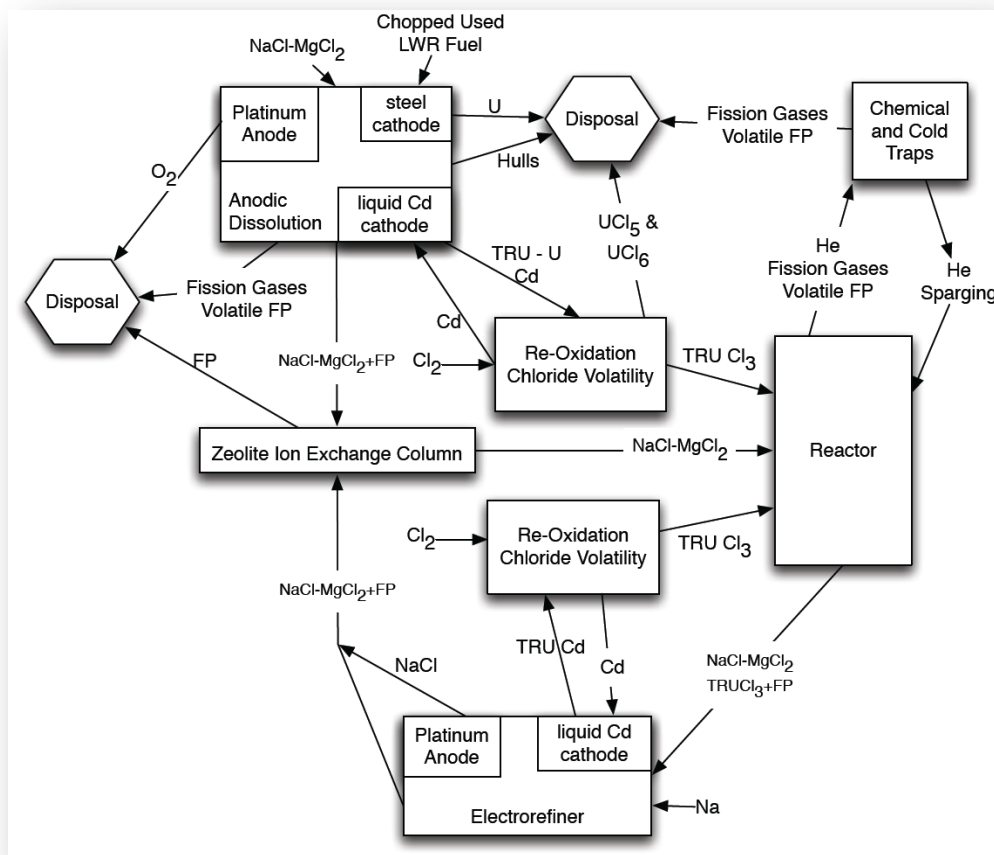 Chopped Used
LWR Fuel
NaCl-MgCl2
Platinum
Anode
steel
cathode
U
Disposal
Fission Gases
Volatile FP
Chemical
and Cold
Traps
Hulls
O2
Anodic
Dissolution
liquid Cd
cathode
UCl5 &
UCl6
TRU - U
Cd
He
Fission Gases
Volatile FP
He
Sparging
Disposal
Fission Gases
Volatile FP
Cd
Re-Oxidation
Chloride Volatility
TRU Cl3
Cl2
NaCl-MgCl2+FP
FP
Zeolite Ion Exchange Column
NaCl-MgCl2
Reactor
Cl2
Re-Oxidation
Chloride Volatility
TRU Cl3
NaCl-MgCl2+FP
TRU Cd
Cd
NaCl
NaCl-MgCl2
TRUCl3+FP
Platinum
Anode
liquid Cd
cathode
Electrorefiner
Na